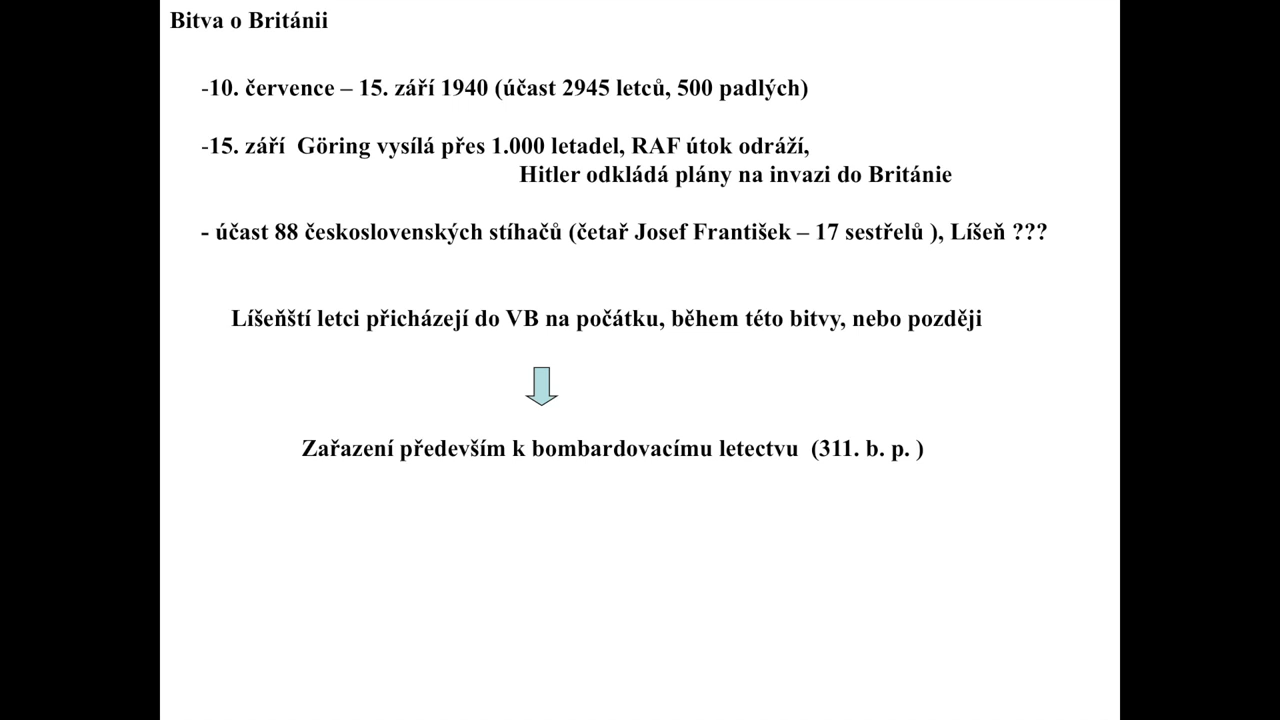 Bitva o Británii
-10. července – 15. září 1940 (účast 2945 letců, 500 padlých)
-15. září  Göring vysílá přes 1.000 letadel, RAF útok odráží,
Hitler odkládá plány na invazi do Británie
- účast 88 československých stíhačů (četař Josef František – 17 sestřelů ), Líšeň ???
Líšeňští letci přicházejí do VB na počátku, během této bitvy, nebo později
Zařazení především k bombardovacímu letectvu  (311. b. p. )